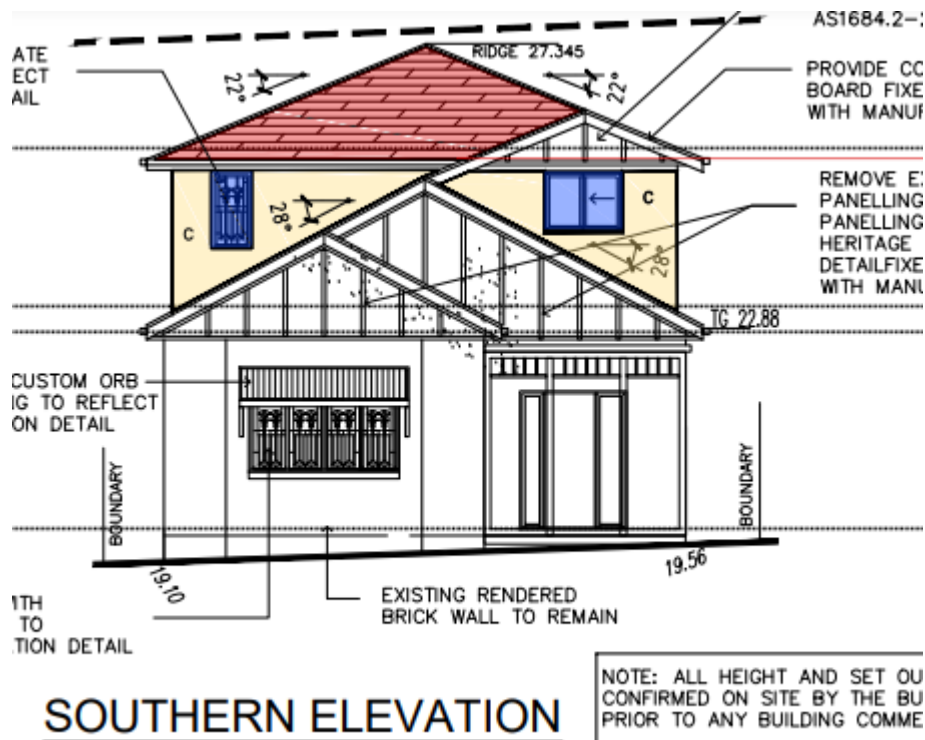 AS1684.2-
RIDGE 27.345
ATE
ECT
AIL
22°
22°
PROVIDE CO
BOARD FIXE
WITH MANUF
REMOVE E
PANELLING
PANELLING
HERITAGE
DETAILFIXE
WITH MANU
C
C
28°
28°
TG 22.88
CUSTOM ORB
IG TO REFLECT
ON DETAIL
BOUNDARY
BOUNDARY
19.10
19.56
EXISTING RENDERED
BRICK WALL TO REMAIN
ITH
TO
TION DETAIL
SOUTHERN ELEVATION
NOTE: ALL HEIGHT AND SET OU
CONFIRMED ON SITE BY THE BU
PRIOR TO ANY BUILDING COMME